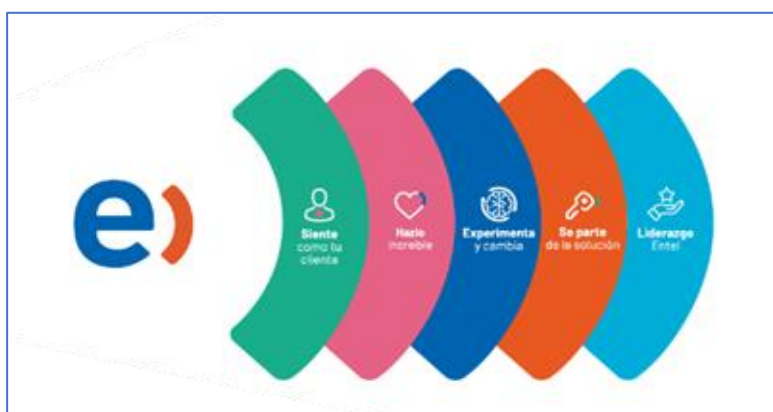 e)
Siente
como tu
cliente
Hazlo
increíble
Experimenta
y cambia
Se parte
de la solución
Liderazgo
Entel